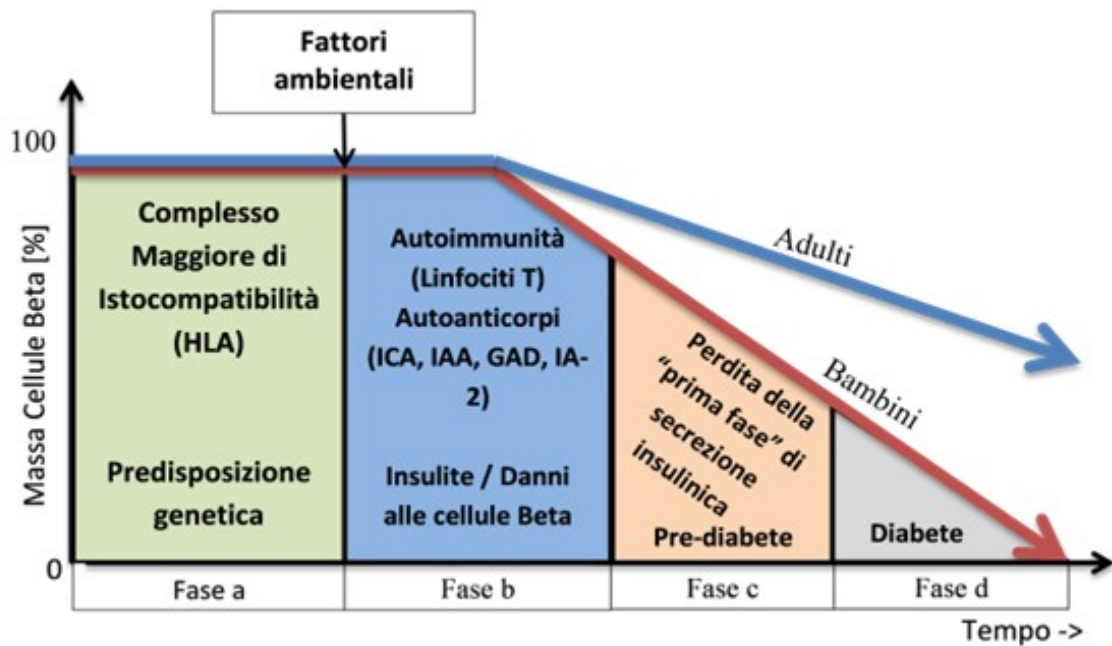 Fattori
ambientali
100
Massa Cellule Beta [%]
0
Complesso
Maggiore di
Istocompatibilità
(HLA)
Predisposizione
genetica
Autoimmunità
(Linfociti T)
Autoanticorpi
(ICA, IAA, GAD, IA-
2)
Insulite / Danni
alle cellule Beta
Perdita della
“prima fase” di
secrezione
insulinica
Pre-diabete
Diabete
Adulti
Bambini
Fase a
Fase b
Fase c
Fase d
Tempo ->